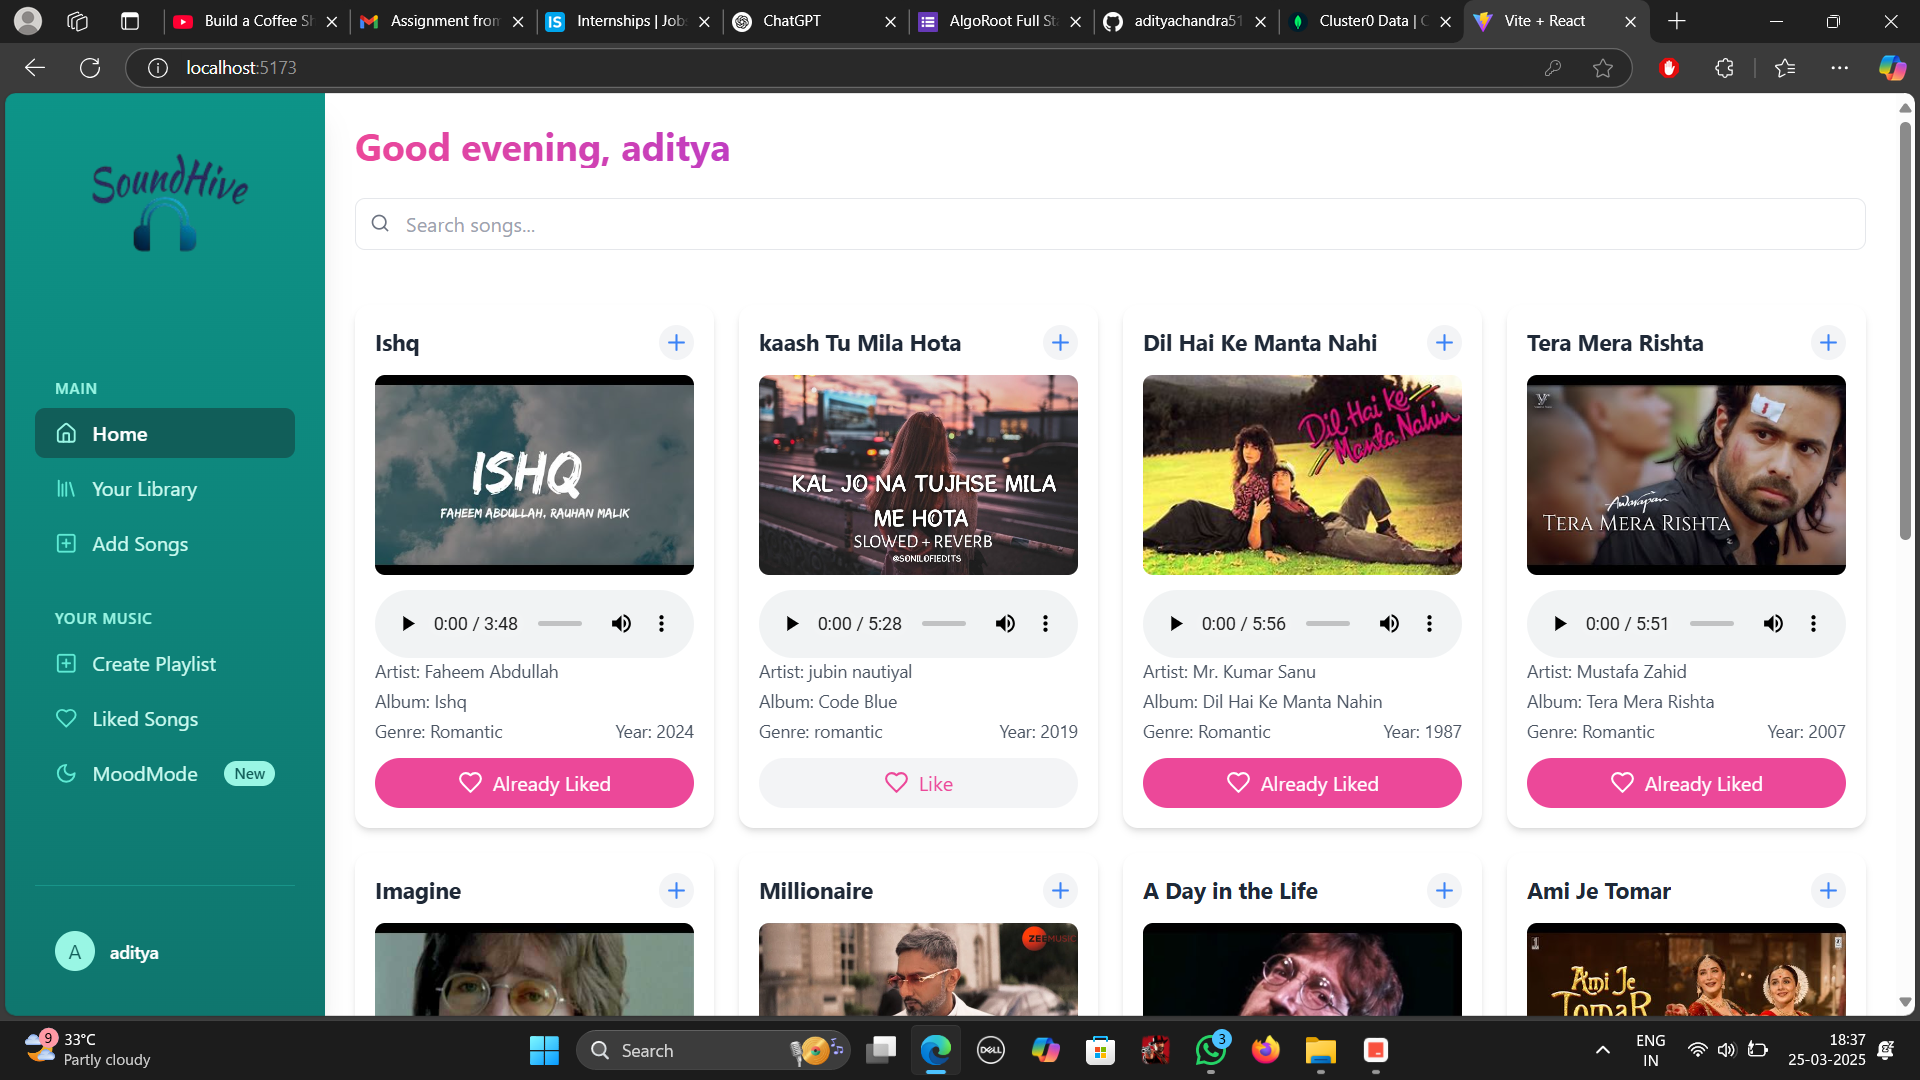 Build a Coffee Sh
Assignment from
IS
Internships | Job
ChatGPT
AlgoRoot Full St
adityachandra51
Cluster0 Data | C
Vite + React
localhost:5173
SoundHive
Good evening, aditya
Search songs...
MAIN
Home
Your Library
Add Songs
YOUR MUSIC
Create Playlist
Liked Songs
MoodMode New
A aditya
Ishq
ISHQ
FAHEEM ABDULLAH, RAUHAN MALIK
0:00 / 3:48
Artist: Faheem Abdullah
Album: Ishq
Genre: Romantic Year: 2024
Already Liked
kaash Tu Mila Hota
KAL JO NA TUJHSE MILA
ME HOTA
SLOWED + REVERB
@SONILOFIEDITS
0:00 / 5:28
Artist: jubin nautiyal
Album: Code Blue
Genre: romantic Year: 2019
Like
Dil Hai Ke Manta Nahi
Dil Hai Ke
Manta Nahin
0:00 / 5:56
Artist: Mr. Kumar Sanu
Album: Dil Hai Ke Manta Nahin
Genre: Romantic Year: 1987
Already Liked
Tera Mera Rishta
Awarapan
TERA MERA RISHTA
0:00 / 5:51
Artist: Mustafa Zahid
Album: Tera Mera Rishta
Genre: Romantic Year: 2007
Already Liked
Imagine
Millionaire
ZEE MUSIC
A Day in the Life
Ami Je Tomar
Ami Je
Tomar
9
33°C
Partly cloudy
Search
DELL
3
ENG
IN
18:37
25-03-2025